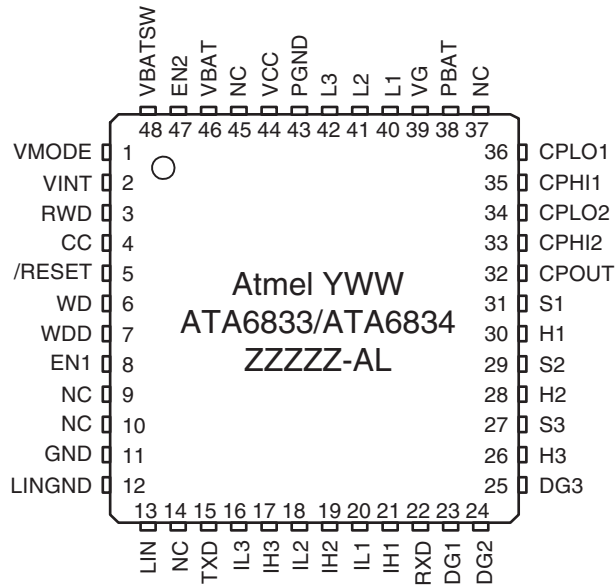 VBATSW EN2 VBAT NC VCC PGND L3 L2 L1 VG PBAT NC
48 47 46 45 44 43 42 41 40 39 38 37
VMODE 1 36 CPLO1
VINT 2 35 CPHI1
RWD 3 34 CPLO2
CC 4 33 CPHI2
/RESET 5 32 CPOUT
WD 6 31 S1
WDD 7 30 H1
EN1 8 29 S2
NC 9 28 H2
NC 10 27 S3
GND 11 26 H3
LINGND 12 25 DG3
Atmel YWW
ATA6833/ATA6834
ZZZZZ-AL
13 14 15 16 17 18 19 20 21 22 23 24
LIN NC TXD IL3 IH3 IL2 IH2 IL1 IH1 RXD DG1 DG2